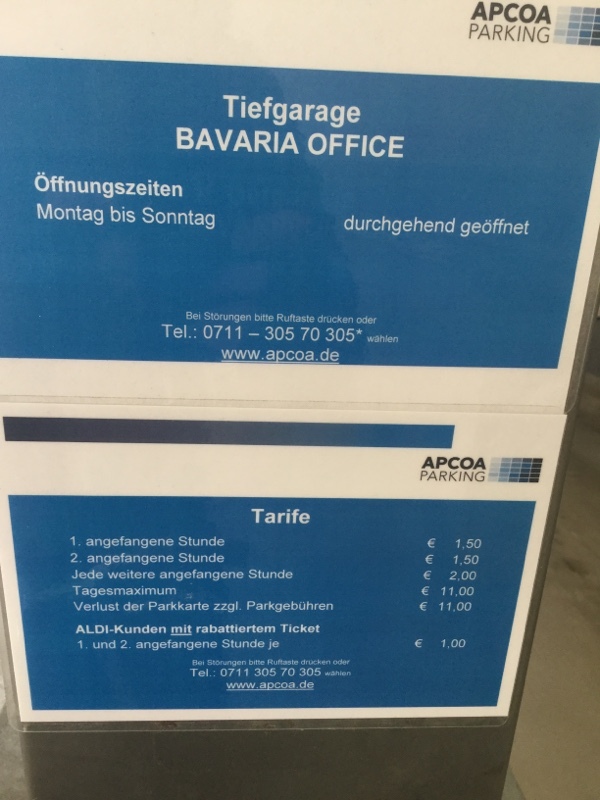 APCOA
PARKING
Tiefgarage
BAVARIA OFFICE
Öffnungszeiten
Montag bis Sonntag durchgehend geöffnet
Bei Störungen bitte Ruftaste drücken oder
Tel.: 0711 – 305 70 305* wählen
www.apcoa.de
APCOA
PARKING
Tarife
1. angefangene Stunde € 1,50
2. angefangene Stunde € 1,50
Jede weitere angefangene Stunde € 2,00
Tagesmaximum € 11,00
Verlust der Parkkarte zzgl. Parkgebühren € 11,00
ALDI-Kunden mit rabattiertem Ticket
1. und 2. angefangene Stunde je € 1,00
Bei Störungen bitte Ruftaste drücken oder
Tel.: 0711 305 70 305 wählen
www.apcoa.de